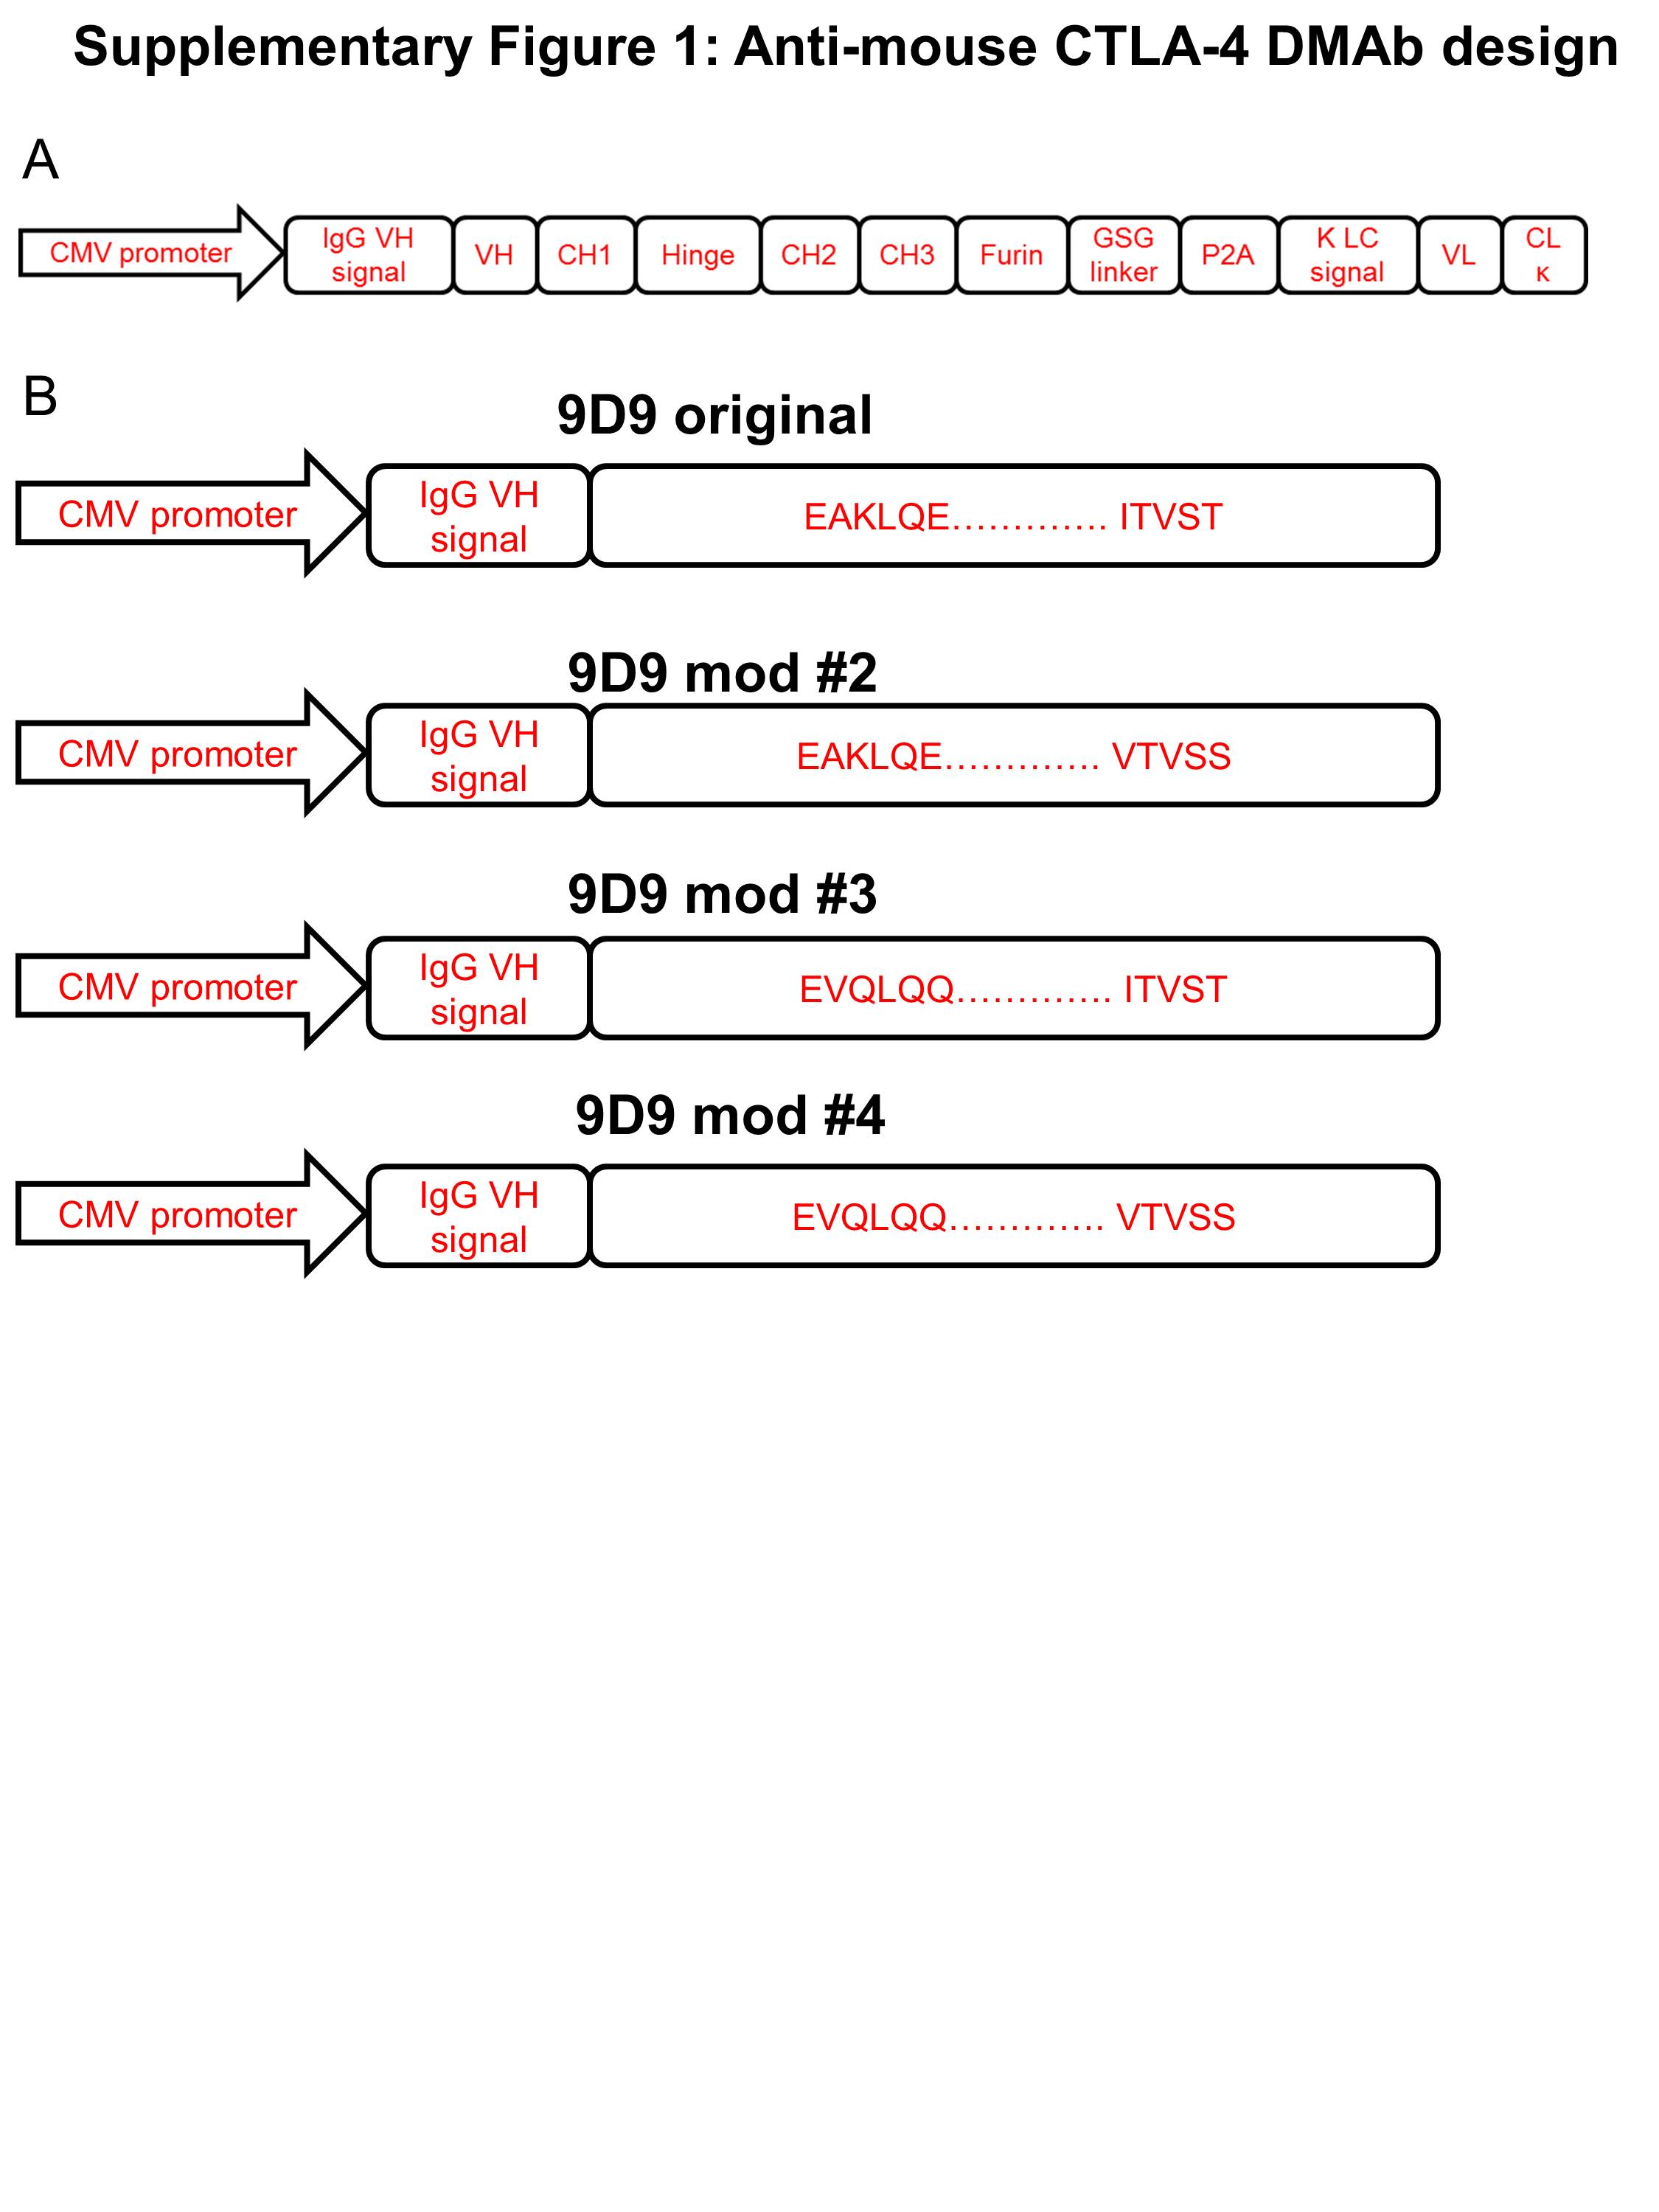 Supplementary Figure 1: Anti-mouse CTLA-4 DMAb design
A
CMV promoter
IgG VH
signal
VH
CH1
Hinge
CH2
CH3
Furin
GSG
linker
P2A
K LC
signal
VL
CL
κ
B
9D9 original
CMV promoter
IgG VH
signal
EAKLQE............. ITVST
9D9 mod #2
CMV promoter
IgG VH
signal
EAKLQE............. VTVSS
9D9 mod #3
CMV promoter
IgG VH
signal
EVQLQQ............. ITVST
9D9 mod #4
CMV promoter
IgG VH
signal
EVQLQQ............. VTVSS